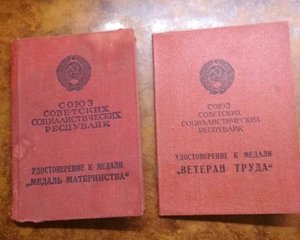 СОЮЗ
СОВЕТСКИХ
СОЦИАЛИСТИЧЕСКИХ
РЕСПУБЛИК
УДОСТОВЕРЕНИЕ К МЕДАЛИ
„МЕДАЛЬ МАТЕРИНСТВА"
СОЮЗ
СОВЕТСКИХ
СОЦИАЛИСТИЧЕСКИХ
РЕСПУБЛИК
УДОСТОВЕРЕНИЕ К МЕДАЛИ
"ВЕТЕРАН ТРУДА"